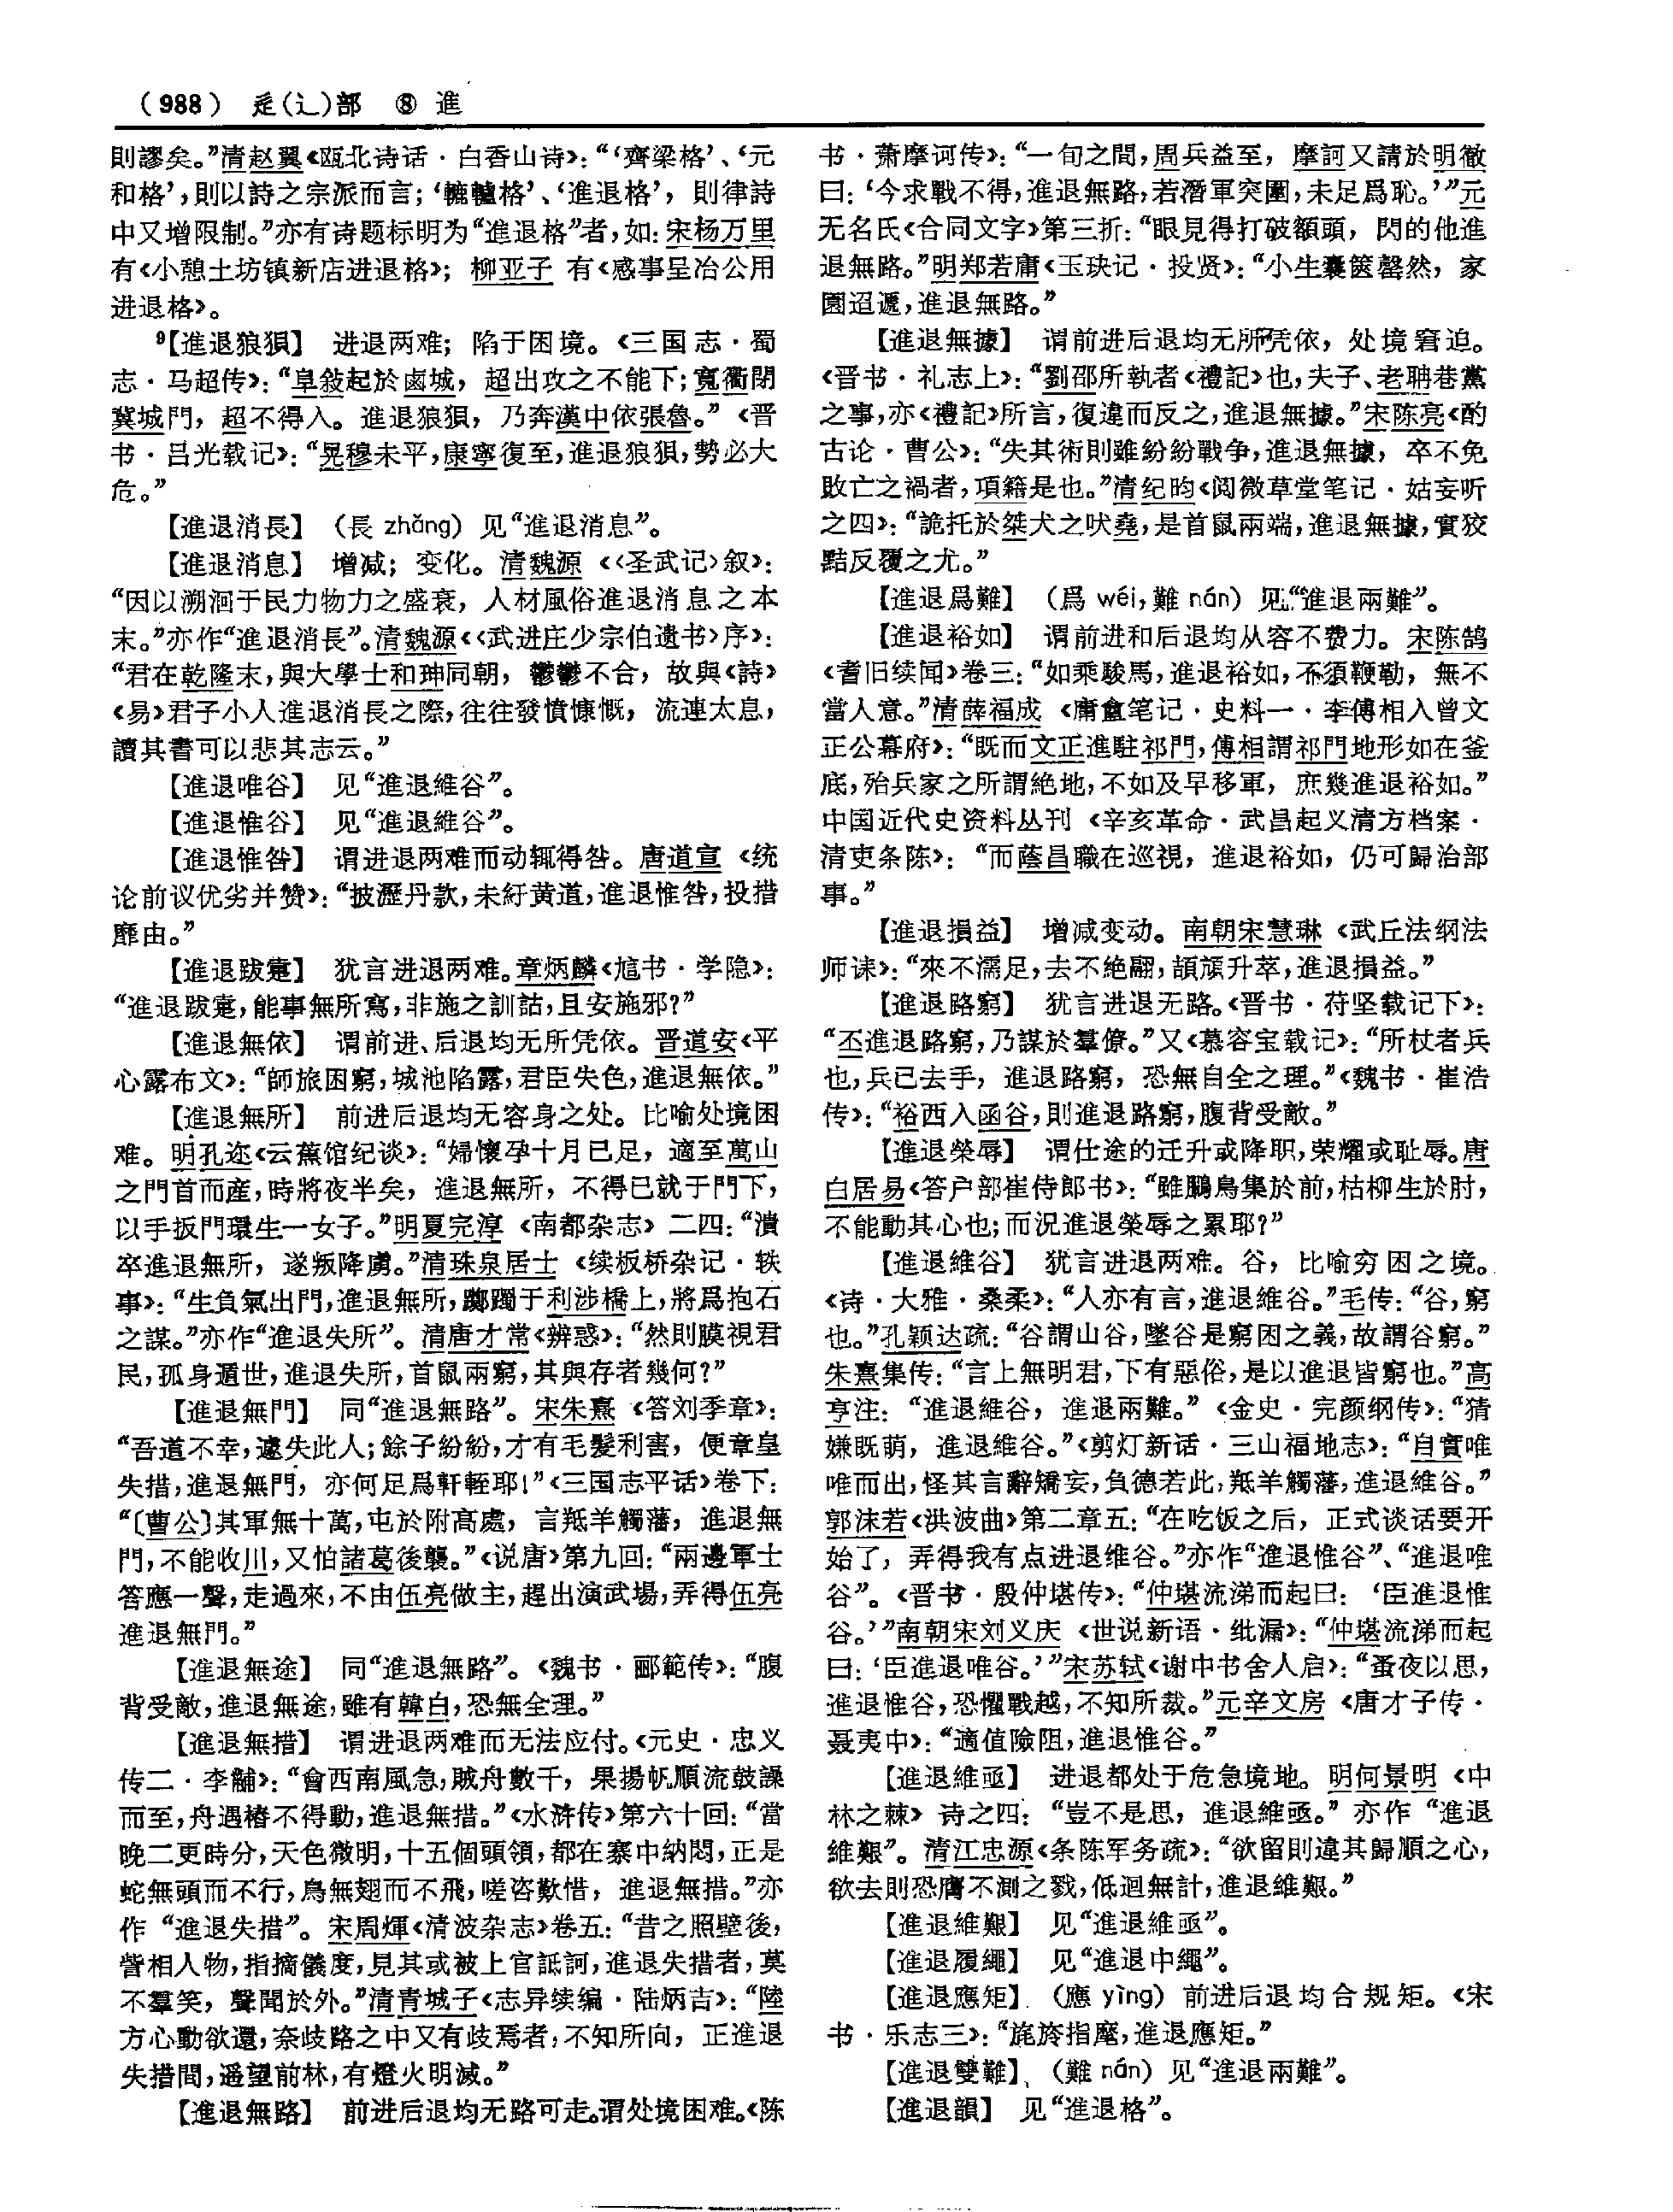 （988） 辵(辶)部 ⑧ 進
則謬矣。”清赵翼《瓯北诗话·白香山诗》：“‘齊梁格’、‘元
和格’，則以詩之宗派而言；‘轆轤格’、‘進退格’，則律詩
中又增限制。”亦有诗题标明为“進退格”者，如：宋杨万里
有《小憩土坊镇新店进退格》；柳亚子 有《感事呈冶公用
进退格》。
⁹【進退狼狽】 进退两难；陷于困境。《三国志·蜀
志·马超传》：“阜敍起於鹵城，超出攻之不能下；寬衢閉
冀城門，超不得入。進退狼狽，乃奔漢中依張魯。”《晋
书·吕光载记》：“晃穆未平，康寧復至，進退狼狽，勢必大
危。”
【進退消長】 （長 zhǎng）见“進退消息”。
【進退消息】 增减；变化。清魏源《〈圣武记〉叙》：
“因以溯洄于民力物力之盛衰，人材風俗進退消息之本
末。”亦作“進退消長”。清魏源《〈武进庄少宗伯遗书〉序》：
“君在乾隆末，與大學士和珅同朝，鬱鬱不合，故與《詩》
《易》君子小人進退消長之際，往往發憤慷慨，流連太息，
讀其書可以悲其志云。”
【進退唯谷】 见“進退維谷”。
【進退惟谷】 见“進退維谷”。
【進退惟咎】 谓进退两难而动辄得咎。唐道宣《统
论前议优劣并赞》：“披瀝丹款，未紆黄道，進退惟咎，投措
靡由。”
【進退跋疐】 犹言进退两难。章炳麟《訄书·学隐》：
“進退跋疐，能事無所寫，非施之訓詁，且安施邪？”
【進退無依】 谓前进、后退均无所凭依。晋道安《平
心露布文》：“師旅困窮，城池陷露，君臣失色，進退無依。”
【進退無所】 前进后退均无容身之处。比喻处境困
难。明孔迩《云蕉馆纪谈》：“婦懷孕十月已足，適至萬山
之門首而産，時將夜半矣，進退無所，不得已就于門下，
以手扳門環生一女子。”明夏完淳《南都杂志》二四：“潰
卒進退無所，遂叛降虜。”清珠泉居士《续板桥杂记·轶
事》：“生負氣出門，進退無所，躑躅于利涉橋上，將爲抱石
之謀。”亦作“進退失所”。清唐才常《辨惑》：“然則膜視君
民，孤身遁世，進退失所，首鼠兩窮，其與存者幾何？”
【進退無門】 同“進退無路”。宋朱熹《答刘季章》：
“吾道不幸，遽失此人；餘子紛紛，才有毛髮利害，便章皇
失措，進退無門，亦何足爲軒輊耶！”《三国志平话》卷下：
“〔曹公〕其軍無十萬，屯於附高處，言羝羊觸藩，進退無
門，不能收川，又怕諸葛後襲。”《说唐》第九回：“兩邊軍士
答應一聲，走過來，不由伍亮做主，趕出演武場，弄得伍亮
進退無門。”
【進退無途】 同“進退無路”。《魏书·郦範传》：“腹
背受敵，進退無途，雖有韓白，恐無全理。”
【進退無措】 谓进退两难而无法应付。《元史·忠义
传二·李黼》：“會西南風急，賊舟數千，果揚帆順流鼓譟
而至，舟遇樁不得動，進退無措。”《水浒传》第六十回：“當
晚二更時分，天色微明，十五個頭領，都在寨中納悶，正是
蛇無頭而不行，鳥無翅而不飛，嗟咨歎惜，進退無措。”亦
作“進退失措”。宋周煇《清波杂志》卷五：“昔之照壁後，
訾相人物，指摘儀度，見其或被上官詆訶，進退失措者，莫
不羣笑，聲聞於外。”清青城子《志异续编·陆炳吉》：“陸
方心動欲還，奈歧路之中又有歧焉者，不知所向，正進退
失措間，遥望前林，有燈火明滅。”
【進退無路】 前进后退均无路可走。谓处境困难。《陈
书·萧摩诃传》：“一旬之間，周兵益至，摩訶又請於明徹
曰：‘今求戰不得，進退無路，若潛軍突圍，未足爲恥。’”元
无名氏《合同文字》第三折：“眼見得打破額頭，閃的他進
退無路。”明郑若庸《玉玦记·投贤》：“小生囊篋罄然，家
園迢遞，進退無路。”
【進退無據】 谓前进后退均无所凭依，处境窘迫。
《晋书·礼志上》：“劉邵所執者《禮記》也，夫子、老聃巷黨
之事，亦《禮記》所言，復違而反之，進退無據。”宋陈亮《酌
古论·曹公》：“失其術則雖紛紛戰争，進退無據，卒不免
敗亡之禍者，項籍是也。”清纪昀《阅微草堂笔记·姑妄听
之四》：“詭托於桀犬之吠堯，是首鼠兩端，進退無據，實狡
黠反覆之尤。”
【進退爲難】 （爲 wéi，難 nán）见“進退兩難”。
【進退裕如】 谓前进和后退均从容不费力。宋陈鹄
《耆旧续闻》卷三：“如乘駿馬，進退裕如，不須鞭勒，無不
當人意。”清薛福成《庸盦笔记·史料一·李傅相入曾文
正公幕府》：“既而文正進駐祁門，傅相謂祁門地形如在釜
底，殆兵家之所謂絶地，不如及早移軍，庶幾進退裕如。”
中国近代史资料丛刊《辛亥革命·武昌起义清方档案·
清吏条陈》：“而蔭昌職在巡視，進退裕如，仍可歸治部
事。”
【進退損益】 增减变动。南朝宋慧琳《武丘法纲法
师诔》：“來不濡足，去不絶翮，頡頏升萃，進退損益。”
【進退路窮】 犹言进退无路。《晋书·苻坚载记下》：
“丕進退路窮，乃謀於羣僚。”又《慕容宝载记》：“所杖者兵
也，兵已去手，進退路窮，恐無自全之理。”《魏书·崔浩
传》：“裕西入函谷，則進退路窮，腹背受敵。”
【進退榮辱】 谓仕途的迁升或降职，荣耀或耻辱。唐
白居易《答户部崔侍郎书》：“雖鵩鳥集於前，枯柳生於肘，
不能動其心也；而況進退榮辱之累耶？”
【進退維谷】 犹言进退两难。谷，比喻穷困之境。
《诗·大雅·桑柔》：“人亦有言，進退維谷。”毛传：“谷，窮
也。”孔颖达疏：“谷謂山谷，墜谷是窮困之義，故謂谷窮。”
朱熹集传：“言上無明君，下有惡俗，是以進退皆窮也。”高
亨注：“進退維谷，進退兩難。”《金史·完颜纲传》：“猜
嫌既萌，進退維谷。”《剪灯新话·三山福地志》：“自實唯
唯而出，怪其言辭矯妄，負德若此，羝羊觸藩，進退維谷。”
郭沫若《洪波曲》第二章五：“在吃饭之后，正式谈话要开
始了，弄得我有点进退维谷。”亦作“進退惟谷”、“進退唯
谷”。《晋书·殷仲堪传》：“仲堪流涕而起曰：‘臣進退惟
谷。’”南朝宋刘义庆《世说新语·纰漏》：“仲堪流涕而起
曰：‘臣進退唯谷。’”宋苏轼《谢中书舍人启》：“蚤夜以思，
進退惟谷，恐懼戰越，不知所裁。”元辛文房《唐才子传·
聂夷中》：“適值險阻，進退惟谷。”
【進退維亟】 进退都处于危急境地。明何景明《中
林之棘》诗之四：“豈不是思，進退維亟。”亦作“進退
維艱”。清江忠源《条陈军务疏》：“欲留則違其歸順之心，
欲去則恐膺不測之戮，低迴無計，進退維艱。”
【進退維艱】 见“進退維亟”。
【進退履繩】 见“進退中繩”。
【進退應矩】 （應 yìng）前进后退均合规矩。《宋
书·乐志三》：“旄旍指麾，進退應矩。”
【進退雙難】 （難 nán）见“進退兩難”。
【進退韻】 见“進退格”。